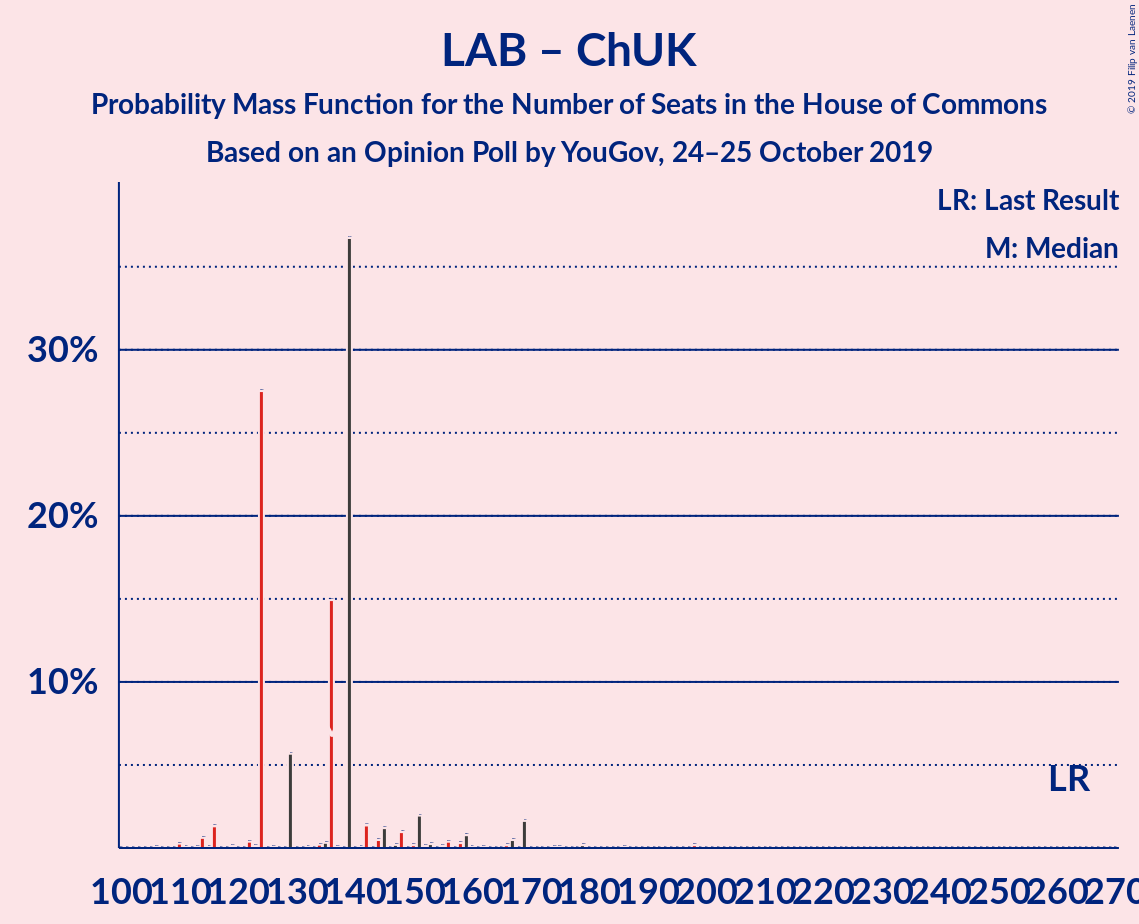 LAB – ChUK
Probability Mass Function for the Number of Seats in the House of Commons
Based on an Opinion Poll by YouGov, 24–25 October 2019
© 2019 Filip van Laenen
LR: Last Result
M: Median
30%
20%
10%
LR
100 110 120 130 140 150 160 170 180 190 200 210 220 230 240 250 260 270